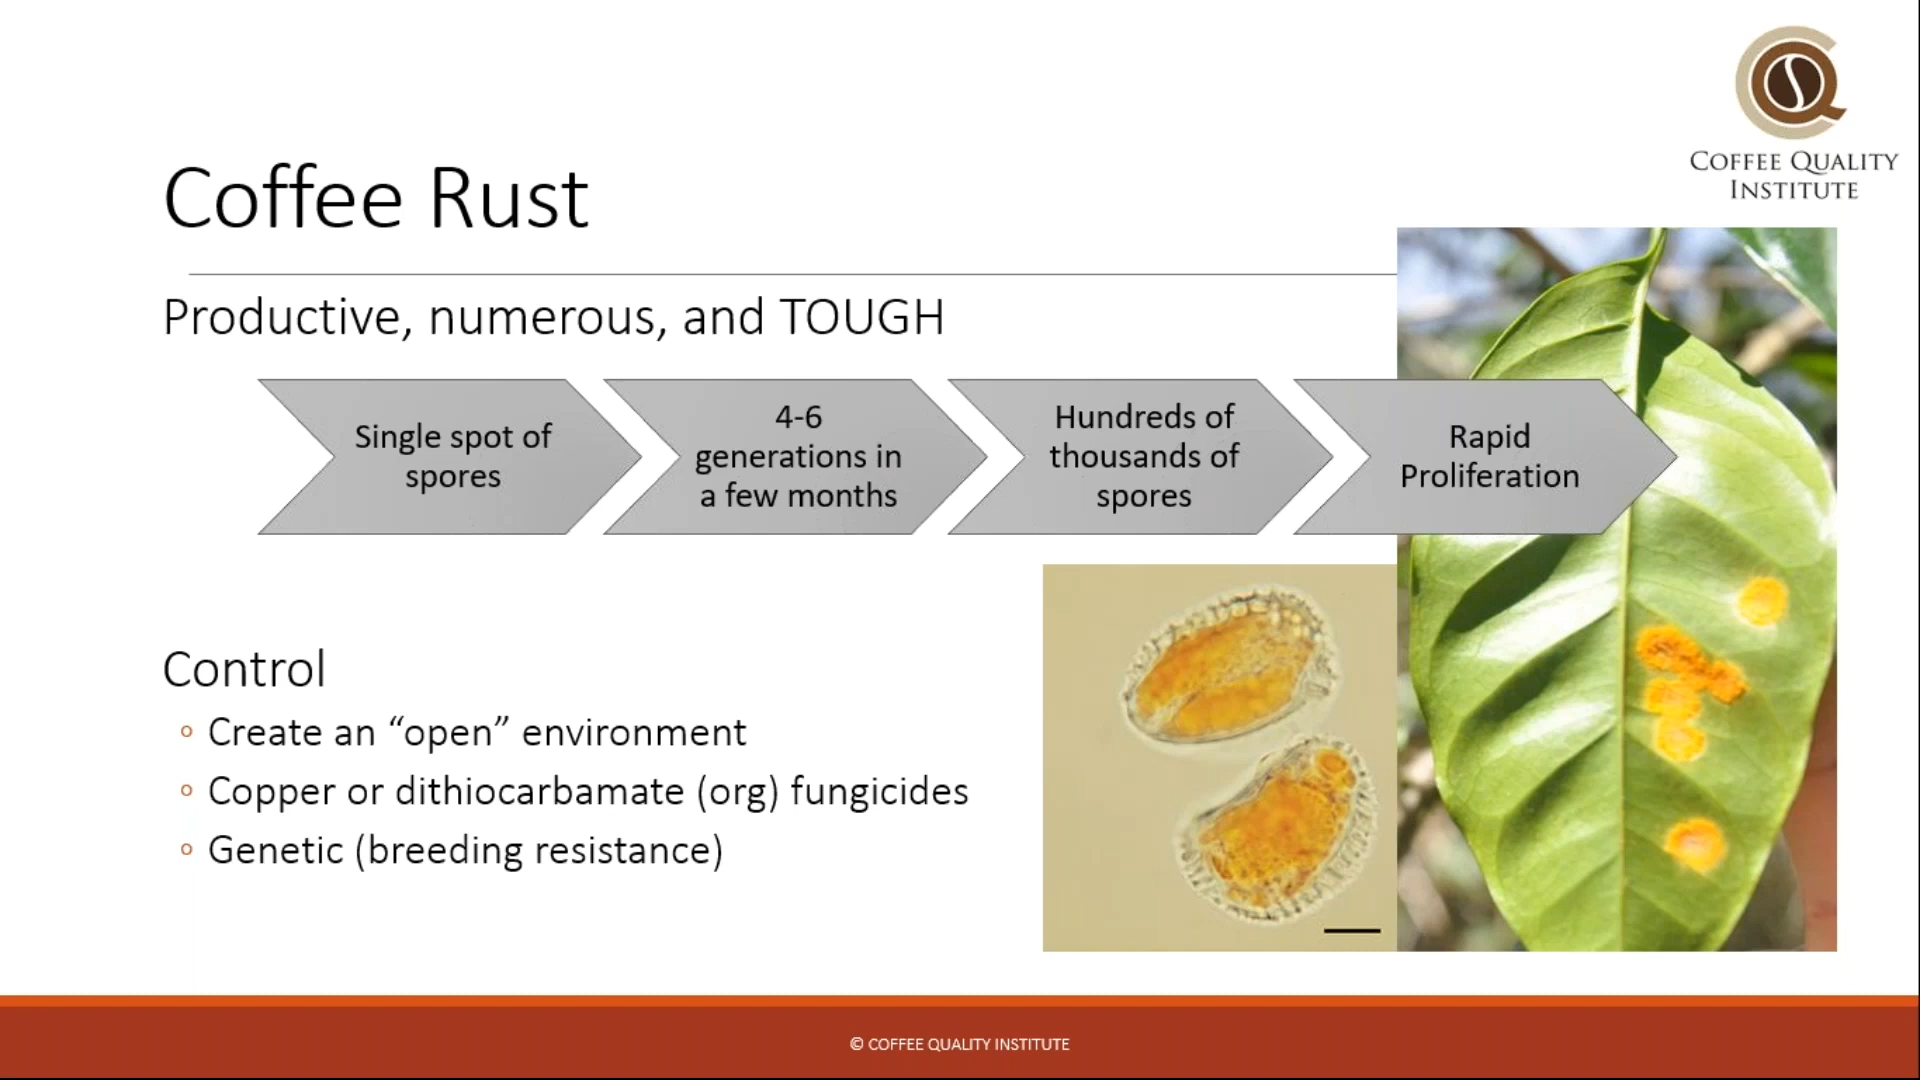 COFFEE QUALITY
INSTITUTE
Coffee Rust
Productive, numerous, and TOUGH
Single spot of
spores
4-6
generations in
a few months
Hundreds of
thousands of
spores
Rapid
Proliferation
Control
Create an “open” environment
Copper or dithiocarbamate (org) fungicides
Genetic (breeding resistance)
© COFFEE QUALITY INSTITUTE